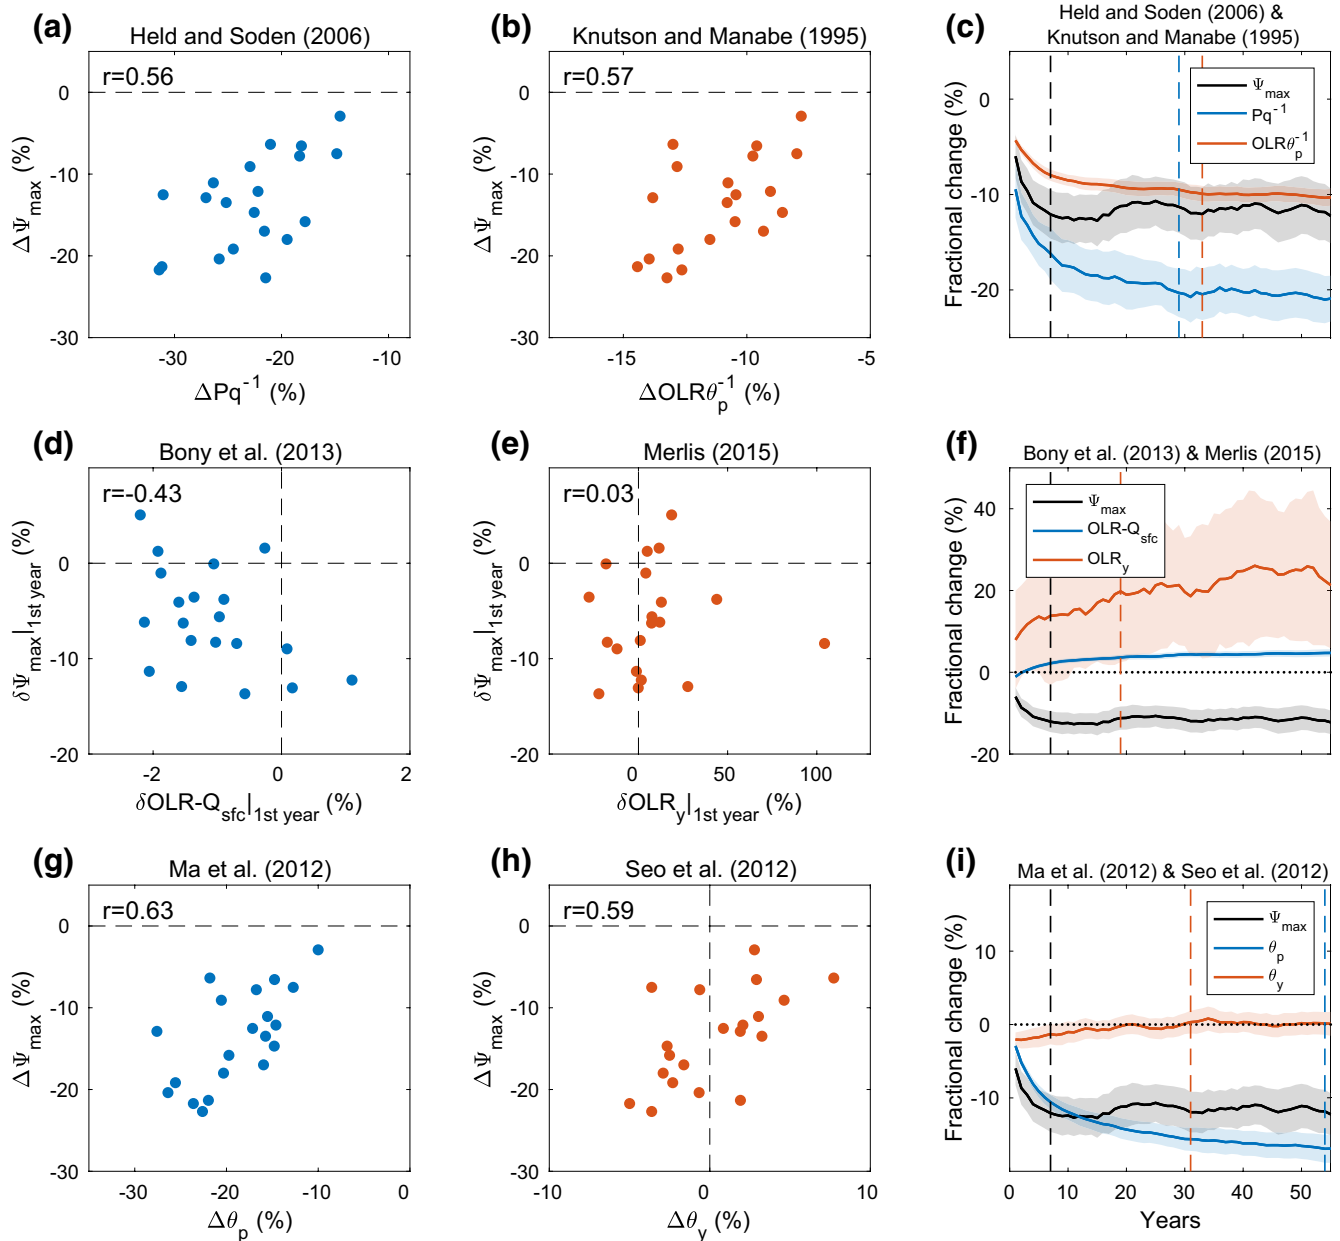 (a)
Held and Soden (2006)
r=0.56
0
-10
-20
-30
ΔΨmax (%)
-30 -20 -10
ΔPq⁻¹ (%)
(b)
Knutson and Manabe (1995)
r=0.57
0
-10
-20
-30
ΔΨmax (%)
-15 -10 -5
ΔOLRθp⁻¹ (%)
(c)
Held and Soden (2006) &
Knutson and Manabe (1995)
Ψmax
Pq⁻¹
OLRθp⁻¹
0
-10
-20
Fractional change (%)
(d)
Bony et al. (2013)
r=-0.43
5
0
-5
-10
-20
δΨmax|1st year (%)
-2 0 2
δOLR-Qsfc|1st year (%)
(e)
Merlis (2015)
r=0.03
5
0
-5
-10
-20
δΨmax|1st year (%)
0 50 100
δOLRy|1st year (%)
(f)
Bony et al. (2013) & Merlis (2015)
Ψmax
OLR-Qsfc
OLRy
40
20
0
-20
Fractional change (%)
(g)
Ma et al. (2012)
r=0.63
0
-10
-20
-30
ΔΨmax (%)
-30 -20 -10 0
Δθp (%)
(h)
Seo et al. (2012)
r=0.59
0
-10
-20
-30
ΔΨmax (%)
-10 0 10
Δθy (%)
(i)
Ma et al. (2012) & Seo et al. (2012)
Ψmax
θp
θy
10
0
-10
Fractional change (%)
0 10 20 30 40 50
Years